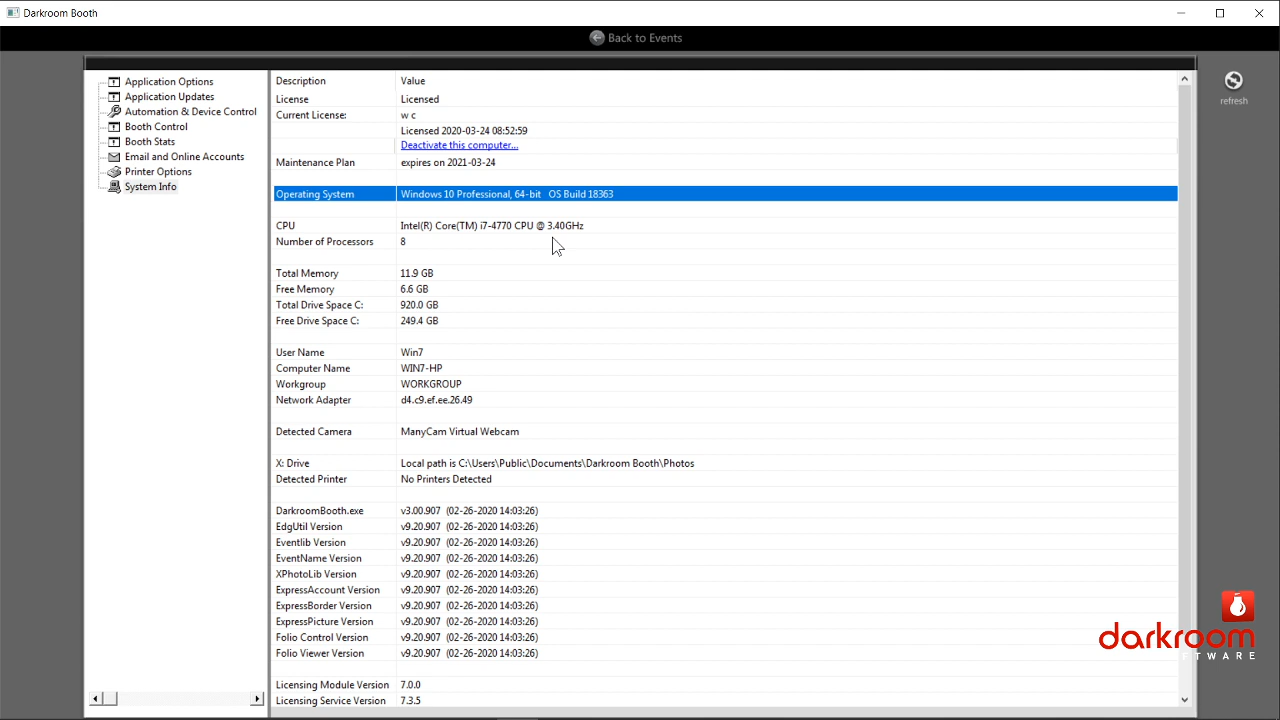 Darkroom Booth
Back to Events
refresh
Application Options
Application Updates
Automation & Device Control
Booth Control
Booth Stats
Email and Online Accounts
Printer Options
System Info
Description Value
License Licensed
Current License: w c
Licensed 2020-03-24 08:52:59
Deactivate this computer...
Maintenance Plan expires on 2021-03-24
Operating System Windows 10 Professional, 64-bit OS Build 18363
CPU Intel(R) Core(TM) i7-4770 CPU @ 3.40GHz
Number of Processors 8
Total Memory 11.9 GB
Free Memory 6.6 GB
Total Drive Space C: 920.0 GB
Free Drive Space C: 249.4 GB
User Name Win7
Computer Name WIN7-HP
Workgroup WORKGROUP
Network Adapter d4.c9.ef.ee.26.49
Detected Camera ManyCam Virtual Webcam
X: Drive Local path is C:\Users\Public\Documents\Darkroom Booth\Photos
Detected Printer No Printers Detected
DarkroomBooth.exe v3.00.907 (02-26-2020 14:03:26)
EdgUtil Version v9.20.907 (02-26-2020 14:03:26)
Eventlib Version v9.20.907 (02-26-2020 14:03:26)
EventName Version v9.20.907 (02-26-2020 14:03:26)
XPhotoLib Version v9.20.907 (02-26-2020 14:03:26)
ExpressAccount Version v9.20.907 (02-26-2020 14:03:26)
ExpressBorder Version v9.20.907 (02-26-2020 14:03:26)
ExpressPicture Version v9.20.907 (02-26-2020 14:03:26)
Folio Control Version v9.20.907 (02-26-2020 14:03:26)
Folio Viewer Version v9.20.907 (02-26-2020 14:03:26)
Licensing Module Version 7.0.0
Licensing Service Version 7.3.5
darkroom